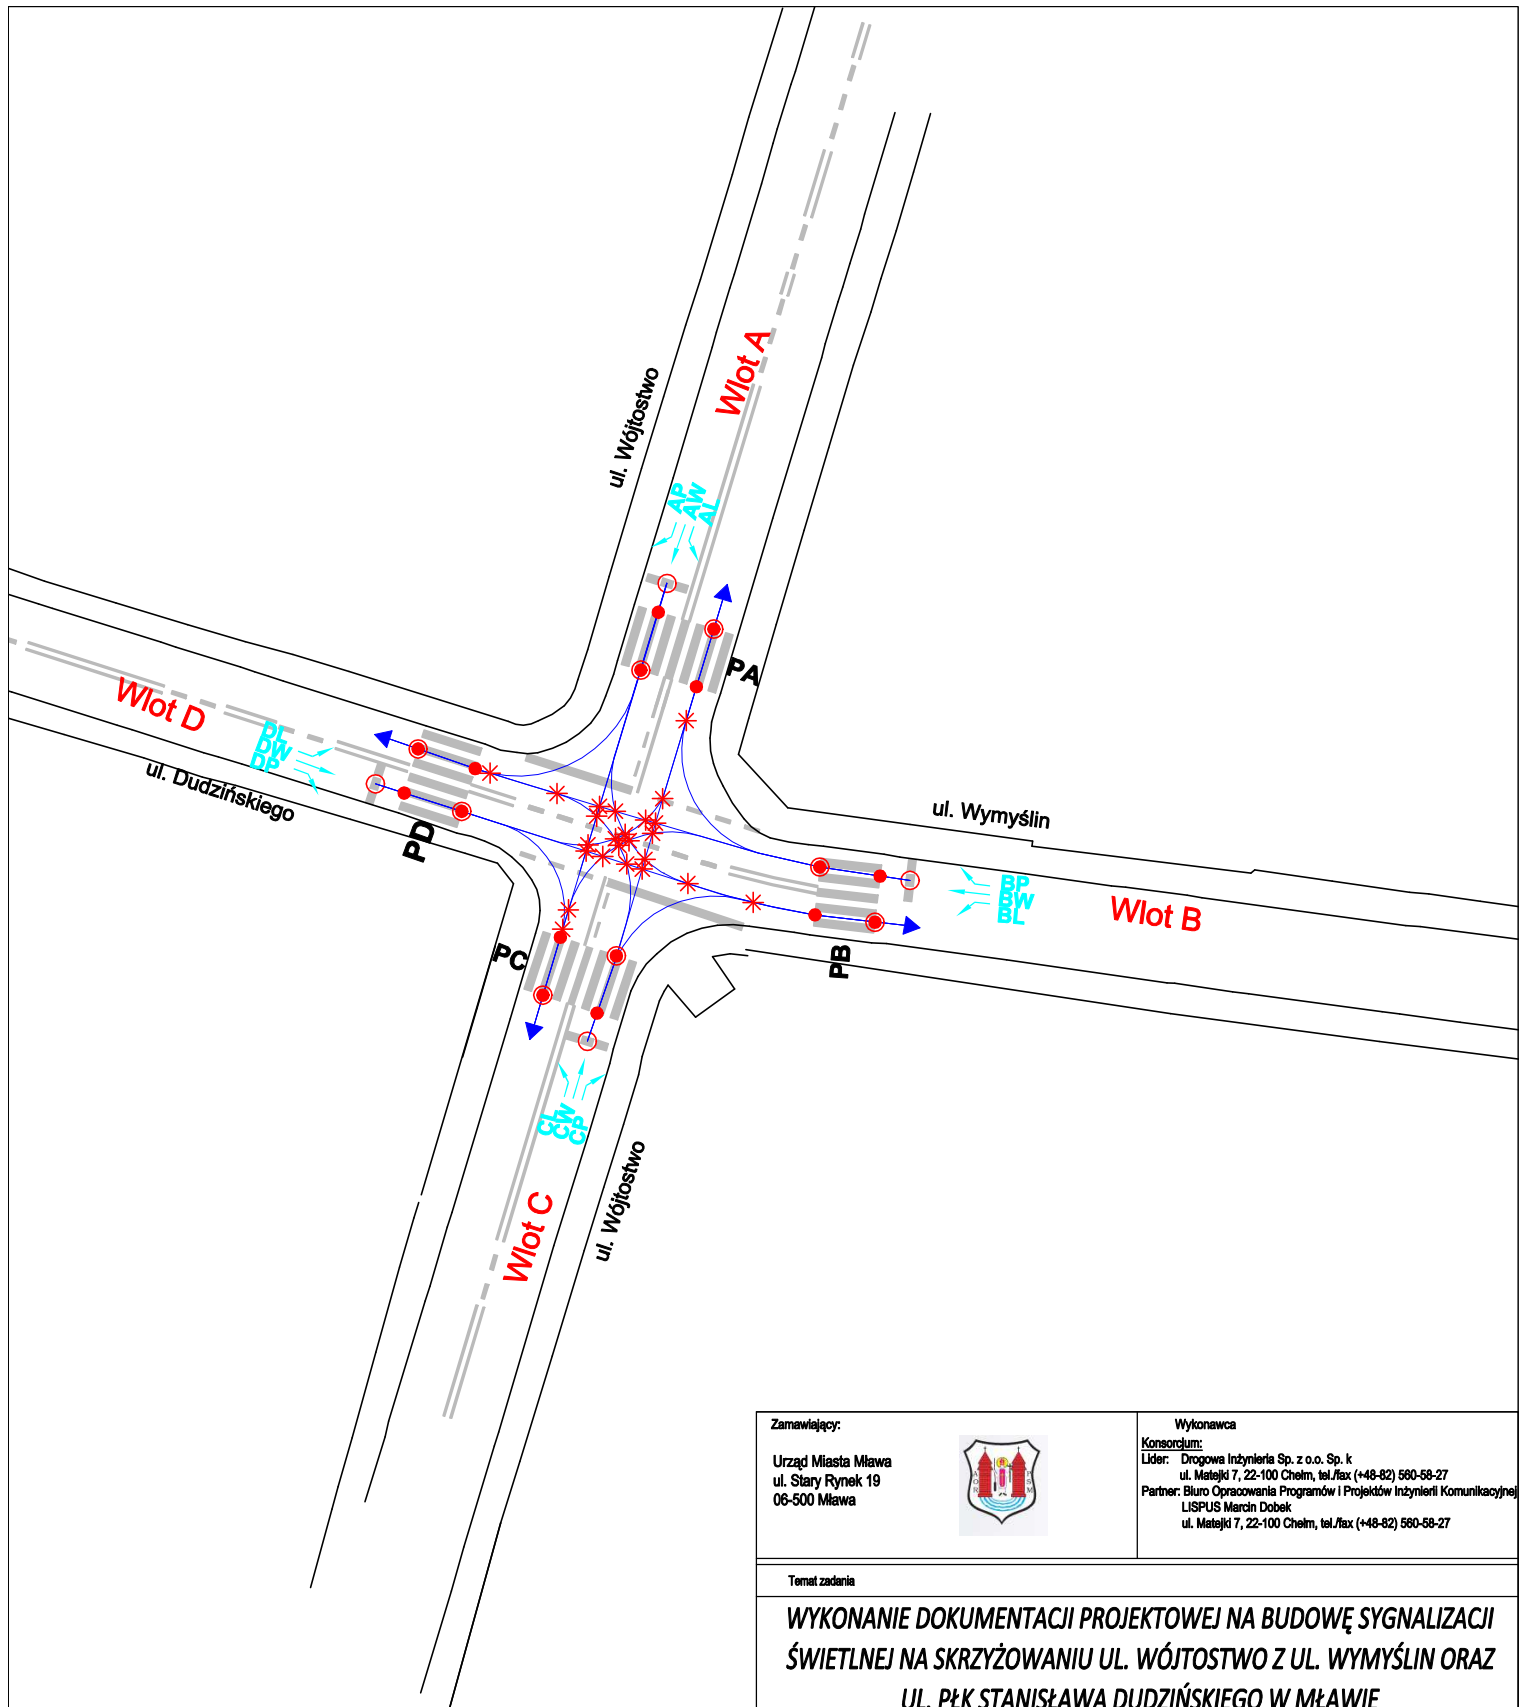 Wlot A
ul. Wójtostwo
AP
AW
AL
PA
Wlot D
DL
DW
DP
ul. Dudzińskiego
PD
ul. Wymyślin
BP
BW
BL
Wlot B
PB
PC
CL
CW
CP
Wlot C
ul. Wójtostwo
Zamawiający:
Urząd Miasta Mława
ul. Stary Rynek 19
06-500 Mława
Wykonawca
Konsorcjum:
Lider: Drogowa Inżynieria Sp. z o.o. Sp. k
ul. Matejki 7, 22-100 Chełm, tel./fax (+48-82) 560-58-27
Partner: Biuro Opracowania Programów i Projektów Inżynierii Komunikacyjnej
LISPUS Marcin Dobek
ul. Matejki 7, 22-100 Chełm, tel./fax (+48-82) 560-58-27
Temat zadania
WYKONANIE DOKUMENTACJI PROJEKTOWEJ NA BUDOWĘ SYGNALIZACJI
ŚWIETLNEJ NA SKRZYŻOWANIU UL. WÓJTOSTWO Z UL. WYMYŚLIN ORAZ
UL. PŁK STANISŁAWA DUDZIŃSKIEGO W MŁAWIE